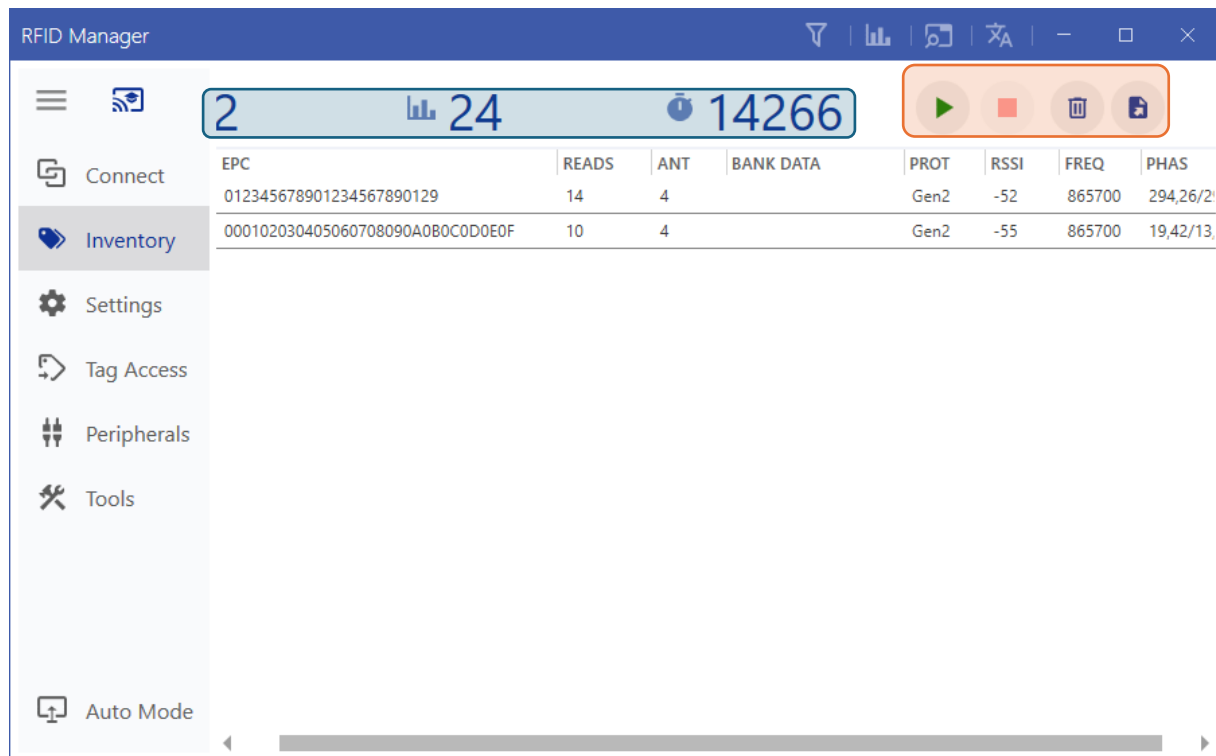 RFID Manager
2 24 14266
Connect
Inventory
Settings
Tag Access
Peripherals
Tools
Auto Mode
EPC READS ANT BANK DATA PROT RSSI FREQ PHAS
012345678901234567890129 14 4 Gen2 -52 865700 294,26/2
000102030405060708090A0B0C0D0E0F 10 4 Gen2 -55 865700 19,42/13,